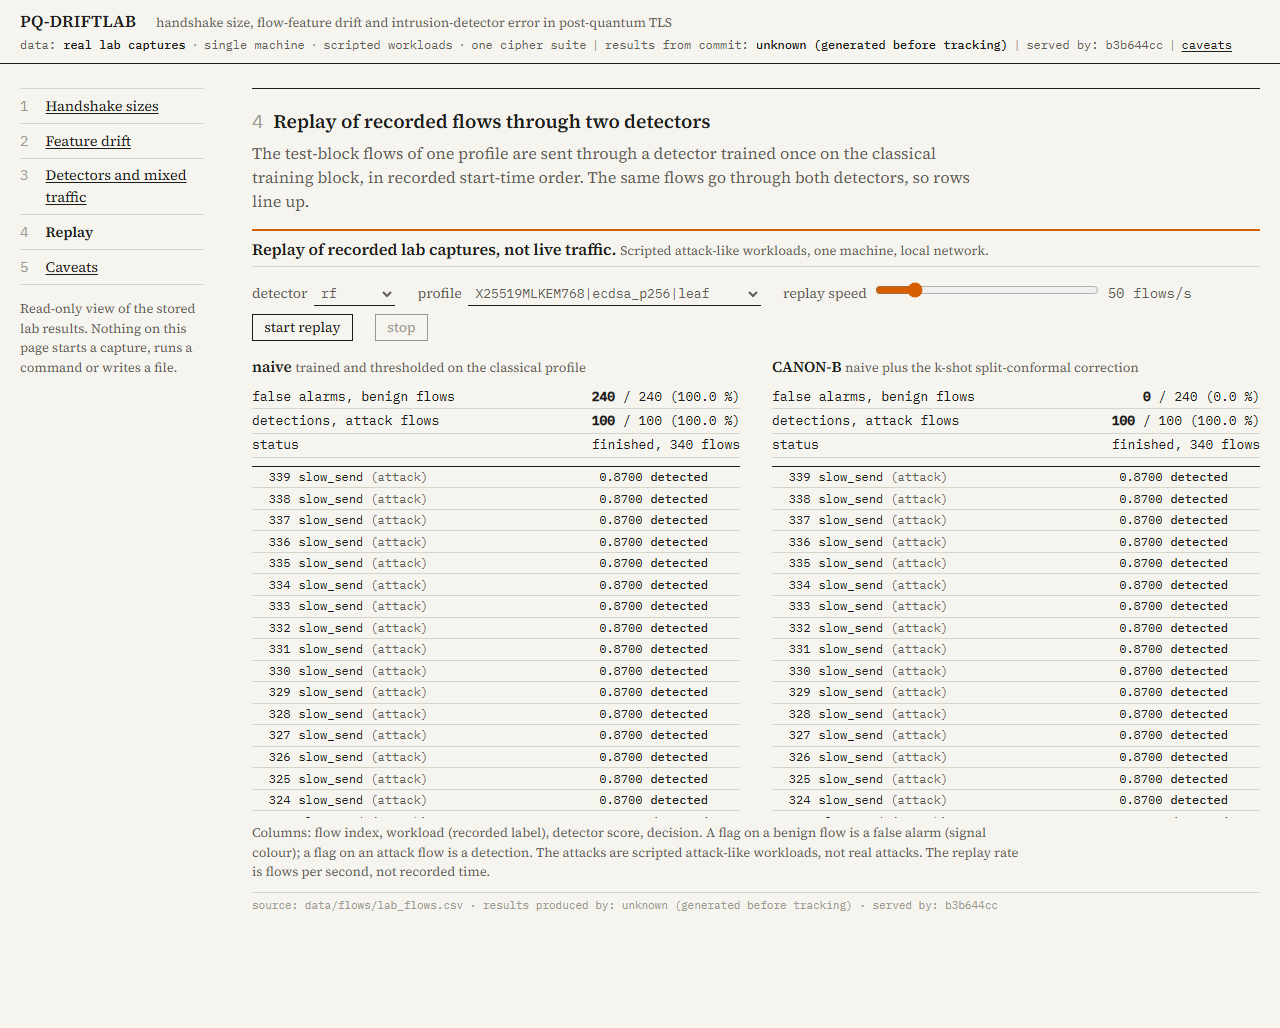 PQ-DRIFTLAB handshake size, flow-feature drift and intrusion-detector error in post-quantum TLS
data: real lab captures · single machine · scripted workloads · one cipher suite | results from commit: unknown (generated before tracking) | served by: b3b644cc | caveats
1 Handshake sizes
2 Feature drift
3 Detectors and mixed
traffic
4 Replay
5 Caveats
Read-only view of the stored
lab results. Nothing on this
page starts a capture, runs a
command or writes a file.
4 Replay of recorded flows through two detectors
The test-block flows of one profile are sent through a detector trained once on the classical
training block, in recorded start-time order. The same flows go through both detectors, so rows
line up.
Replay of recorded lab captures, not live traffic. Scripted attack-like workloads, one machine, local network.
detector rf profile X25519MLKEM768|ecdsa_p256|leaf replay speed 50 flows/s
start replay stop
naive trained and thresholded on the classical profile
false alarms, benign flows 240 / 240 (100.0 %)
detections, attack flows 100 / 100 (100.0 %)
status finished, 340 flows
339 slow_send (attack) 0.8700 detected
338 slow_send (attack) 0.8700 detected
337 slow_send (attack) 0.8700 detected
336 slow_send (attack) 0.8700 detected
335 slow_send (attack) 0.8700 detected
334 slow_send (attack) 0.8700 detected
333 slow_send (attack) 0.8700 detected
332 slow_send (attack) 0.8700 detected
331 slow_send (attack) 0.8700 detected
330 slow_send (attack) 0.8700 detected
329 slow_send (attack) 0.8700 detected
328 slow_send (attack) 0.8700 detected
327 slow_send (attack) 0.8700 detected
326 slow_send (attack) 0.8700 detected
325 slow_send (attack) 0.8700 detected
324 slow_send (attack) 0.8700 detected
CANON-B naive plus the k-shot split-conformal correction
false alarms, benign flows 0 / 240 (0.0 %)
detections, attack flows 100 / 100 (100.0 %)
status finished, 340 flows
339 slow_send (attack) 0.8700 detected
338 slow_send (attack) 0.8700 detected
337 slow_send (attack) 0.8700 detected
336 slow_send (attack) 0.8700 detected
335 slow_send (attack) 0.8700 detected
334 slow_send (attack) 0.8700 detected
333 slow_send (attack) 0.8700 detected
332 slow_send (attack) 0.8700 detected
331 slow_send (attack) 0.8700 detected
330 slow_send (attack) 0.8700 detected
329 slow_send (attack) 0.8700 detected
328 slow_send (attack) 0.8700 detected
327 slow_send (attack) 0.8700 detected
326 slow_send (attack) 0.8700 detected
325 slow_send (attack) 0.8700 detected
324 slow_send (attack) 0.8700 detected
Columns: flow index, workload (recorded label), detector score, decision. A flag on a benign flow is a false alarm (signal
colour); a flag on an attack flow is a detection. The attacks are scripted attack-like workloads, not real attacks. The replay rate
is flows per second, not recorded time.
source: data/flows/lab_flows.csv · results produced by: unknown (generated before tracking) · served by: b3b644cc